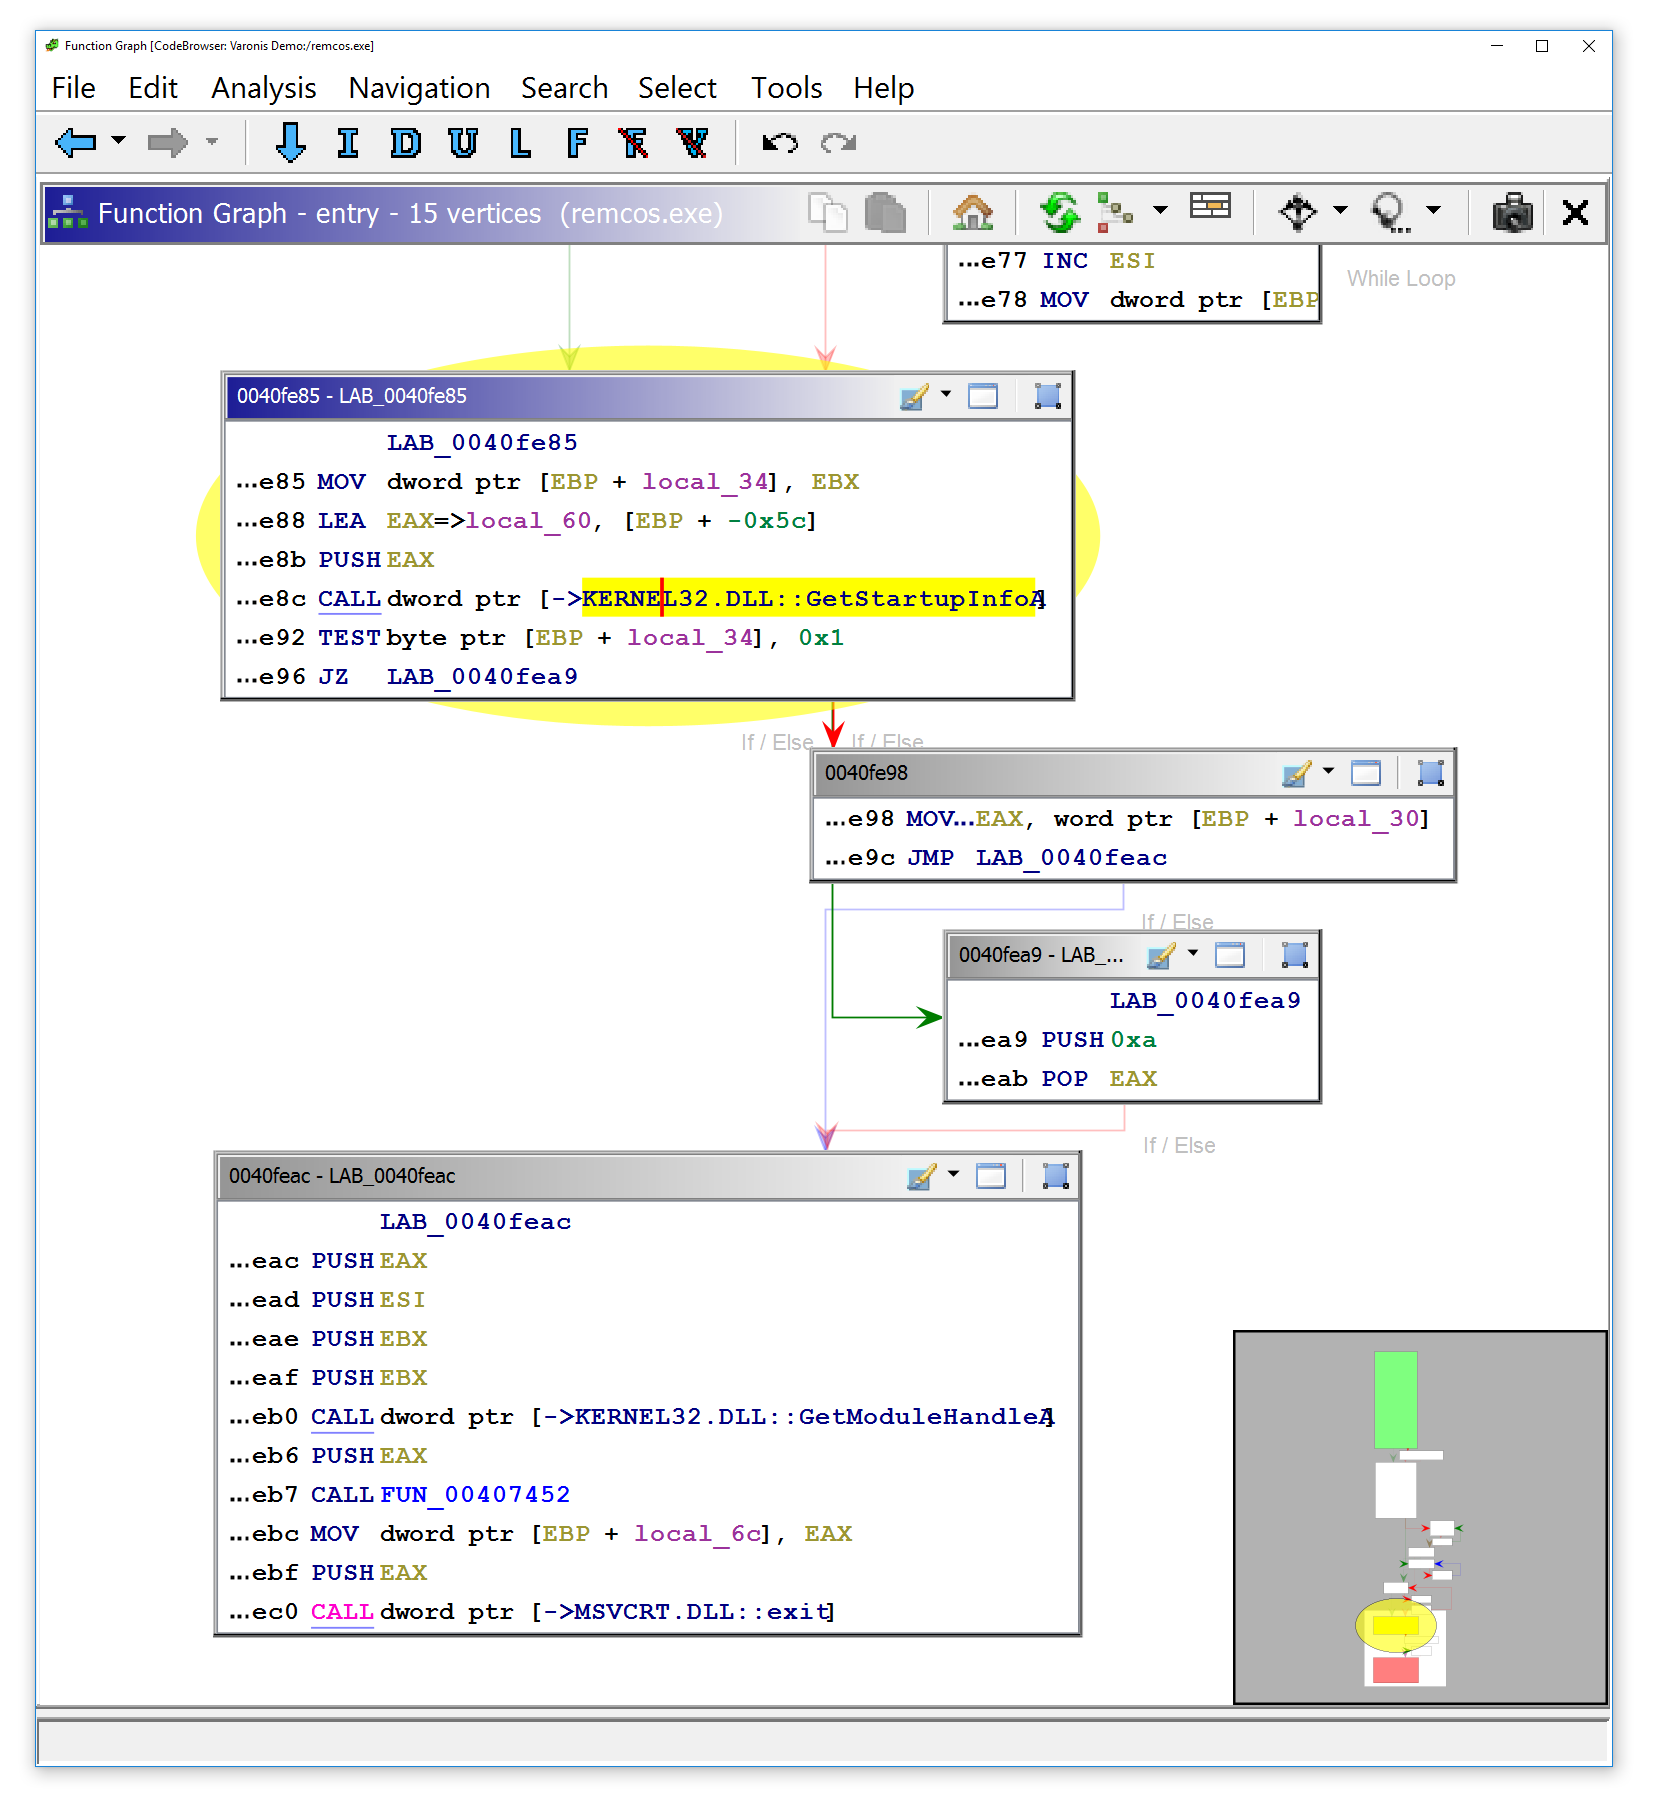 Function Graph [CodeBrowser: Varonis Demo:/remcos.exe]
File Edit Analysis Navigation Search Select Tools Help
I D U L F F V
Function Graph - entry - 15 vertices (remcos.exe)
...e77 INC ESI
While Loop
...e78 MOV dword ptr [EBP
0040fe85 - LAB_0040fe85
LAB_0040fe85
...e85 MOV dword ptr [EBP + local_34], EBX
...e88 LEA EAX=>local_60, [EBP + -0x5c]
...e8b PUSH EAX
...e8c CALL dword ptr [->KERNEL32.DLL::GetStartupInfoA]
...e92 TEST byte ptr [EBP + local_34], 0x1
...e96 JZ LAB_0040fea9
If / Else If / Else
0040fe98
...e98 MOV... EAX, word ptr [EBP + local_30]
...e9c JMP LAB_0040feac
If / Else
0040fea9 - LAB_...
LAB_0040fea9
...ea9 PUSH 0xa
...eab POP EAX
If / Else
0040feac - LAB_0040feac
LAB_0040feac
...eac PUSH EAX
...ead PUSH ESI
...eae PUSH EBX
...eaf PUSH EBX
...eb0 CALL dword ptr [->KERNEL32.DLL::GetModuleHandleA]
...eb6 PUSH EAX
...eb7 CALL FUN_00407452
...ebc MOV dword ptr [EBP + local_6c], EAX
...ebf PUSH EAX
...ec0 CALL dword ptr [->MSVCRT.DLL::exit]